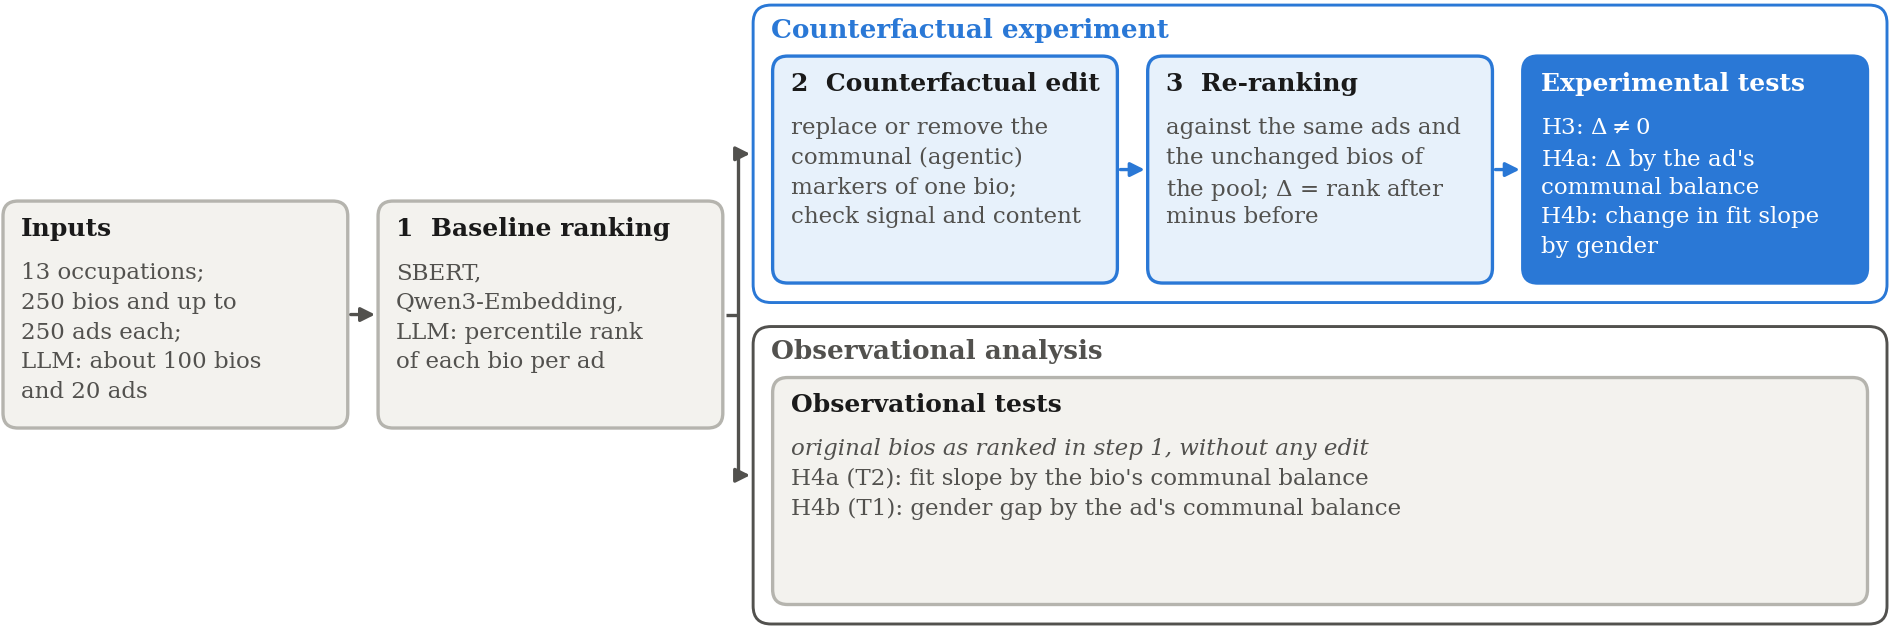 Inputs
13 occupations;
250 bios and up to
250 ads each;
LLM: about 100 bios
and 20 ads
1 Baseline ranking
SBERT,
Qwen3-Embedding,
LLM: percentile rank
of each bio per ad
Counterfactual experiment
2 Counterfactual edit
replace or remove the
communal (agentic)
markers of one bio;
check signal and content
3 Re-ranking
against the same ads and
the unchanged bios of
the pool; Δ = rank after
minus before
Experimental tests
H3: Δ ≠ 0
H4a: Δ by the ad's
communal balance
H4b: change in fit slope
by gender
Observational analysis
Observational tests
original bios as ranked in step 1, without any edit
H4a (T2): fit slope by the bio's communal balance
H4b (T1): gender gap by the ad's communal balance